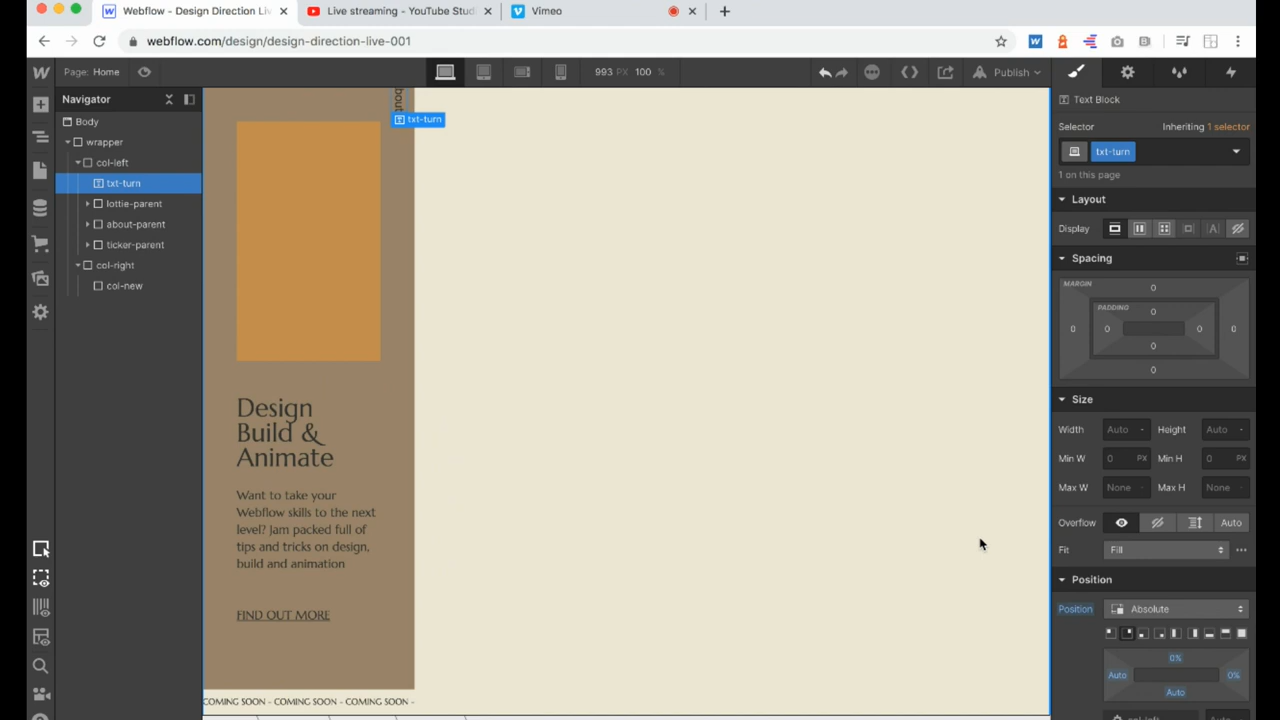 Webflow - Design Direction Liv
Live streaming - YouTube Studi
Vimeo
webflow.com/design/design-direction-live-001
Page: Home
993 PX 100 %
Publish
Navigator
Body
wrapper
col-left
txt-turn
lottie-parent
about-parent
ticker-parent
col-right
col-new
bout
txt-turn
Design
Build &
Animate
Want to take your
Webflow skills to the next
level? Jam packed full of
tips and tricks on design,
build and animation
FIND OUT MORE
COMING SOON - COMING SOON - COMING SOON -
Text Block
Selector Inheriting 1 selector
txt-turn
1 on this page
Layout
Display
Spacing
MARGIN
0
PADDING
0
0 0 0 0
0
0
Size
Width Auto - Height Auto -
Min W 0 PX Min H 0 PX
Max W None - Max H None -
Overflow Auto
Fit Fill
Position
Position Absolute
0%
Auto 0%
Auto